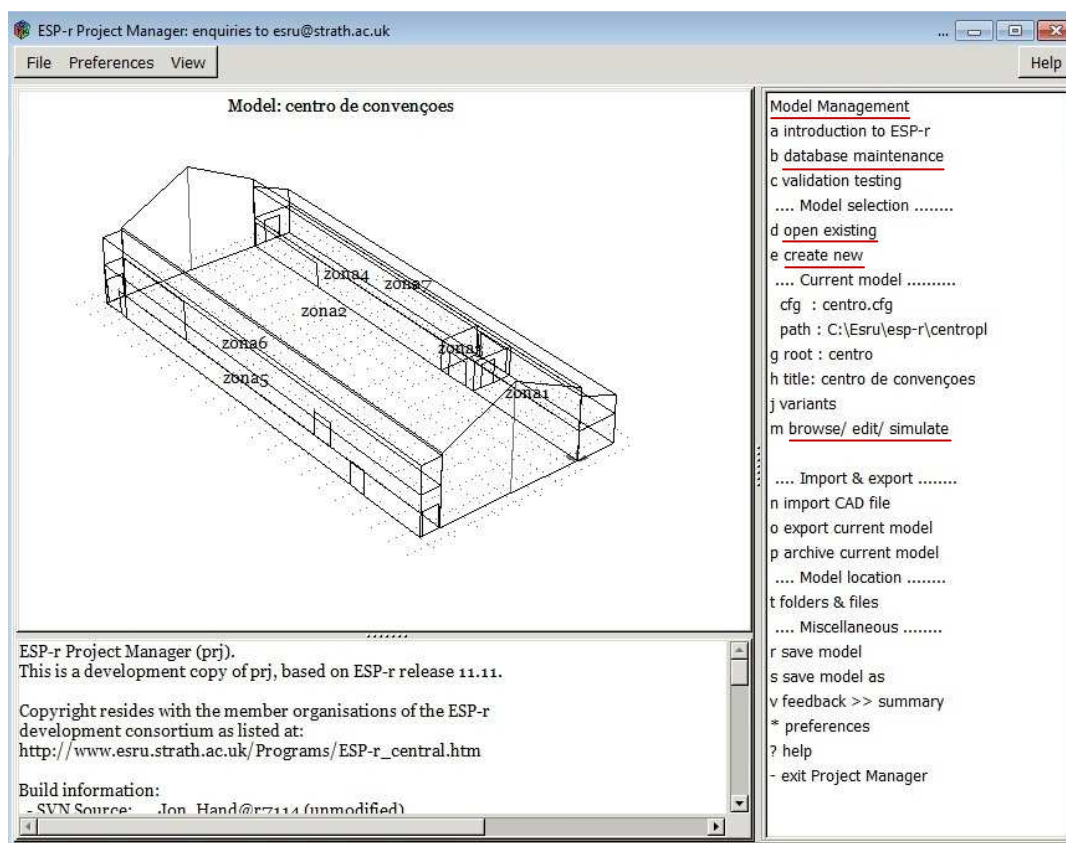 ESP-r Project Manager: enquiries to esru@strath.ac.uk
...
File Preferences View
Help
Model: centro de convençoes
zona4
zona7
zona2
zona6
zona5
zona1
Model Management
a introduction to ESP-r
b database maintenance
c validation testing
.... Model selection ........
d open existing
e create new
.... Current model ..........
cfg : centro.cfg
path : C:\Esru\esp-r\centropl
g root : centro
h title: centro de convençoes
j variants
m browse/ edit/ simulate
.... Import & export ........
n import CAD file
o export current model
p archive current model
.... Model location ........
t folders & files
.... Miscellaneous ........
r save model
s save model as
v feedback >> summary
* preferences
? help
- exit Project Manager
ESP-r Project Manager (prj).
This is a development copy of prj, based on ESP-r release 11.11.
Copyright resides with the member organisations of the ESP-r
development consortium as listed at:
http://www.esru.strath.ac.uk/Programs/ESP-r_central.htm
Build information:
- SVN Source: Jon_Hand@r7114 (unmodified)